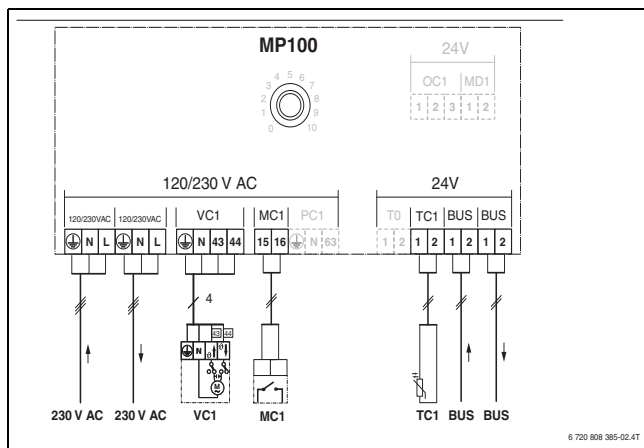 MP100
24V
OC1 MD1
1 2 3 1 2
0 1 2 3 4 5 6 7 8 9 10
120/230 V AC
24V
120/230VAC 120/230VAC VC1 MC1 PC1 T0 TC1 BUS BUS
N L N L N 43 44 15 16 N 63 1 2 1 2 1 2 1 2
4
43 44
N ϑ ϑ
M
~
ϑ
230 V AC 230 V AC VC1 MC1 TC1 BUS BUS
6 720 808 385-02.4T